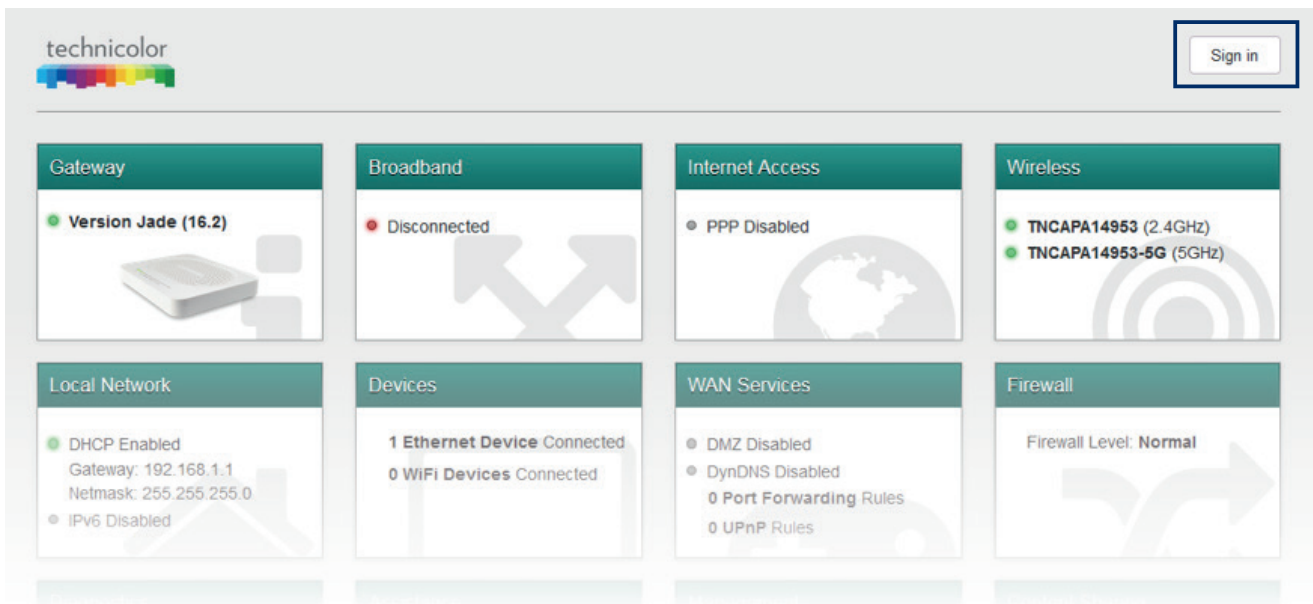 technicolor
Sign in
Gateway
Version Jade (16.2)
Broadband
Disconnected
Internet Access
PPP Disabled
Wireless
TNCAPA14953 (2.4GHz)
TNCAPA14953-5G (5GHz)
Local Network
DHCP Enabled
Gateway: 192.168.1.1
Netmask: 255.255.255.0
IPv6 Disabled
Devices
1 Ethernet Device Connected
0 WiFi Devices Connected
WAN Services
DMZ Disabled
DynDNS Disabled
0 Port Forwarding Rules
0 UPnP Rules
Firewall
Firewall Level: Normal